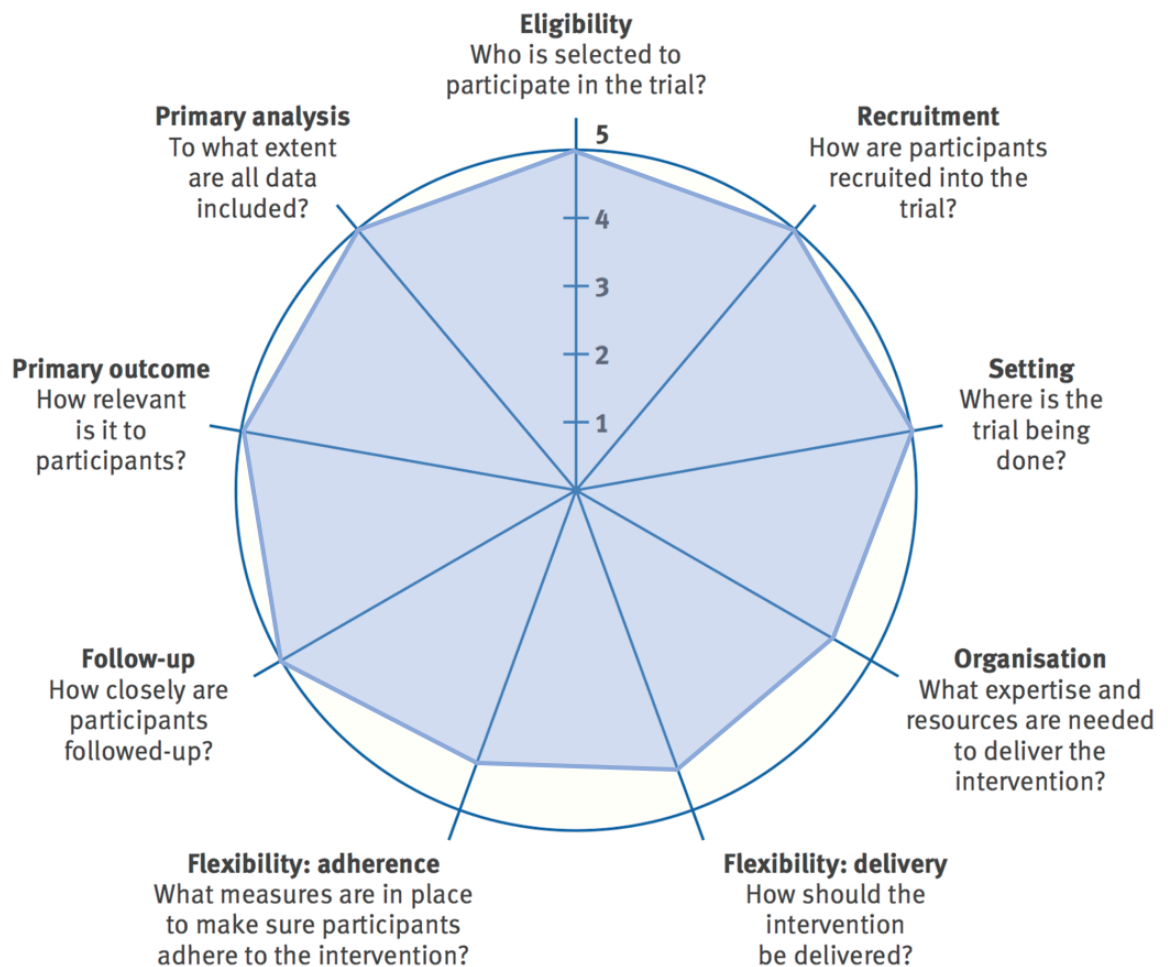 Eligibility
Who is selected to
participate in the trial?
Recruitment
How are participants
recruited into the
trial?
Setting
Where is the
trial being
done?
Organisation
What expertise and
resources are needed
to deliver the
intervention?
Flexibility: delivery
How should the
intervention
be delivered?
Flexibility: adherence
What measures are in place
to make sure participants
adhere to the intervention?
Follow-up
How closely are
participants
followed-up?
Primary outcome
How relevant
is it to
participants?
Primary analysis
To what extent
are all data
included?
5
4
3
2
1